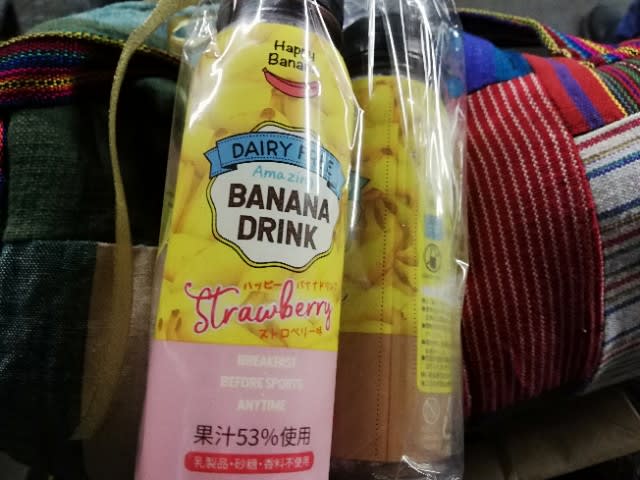 Happy
Banana
DAIRY FREE
Amazing
BANANA
DRINK
ハッピーバナナドリンク
Strawberry
ストロベリー味
BREAKFAST
BEFORE SPORTS
ANYTIME
果汁53%使用
乳製品・砂糖・香料不使用